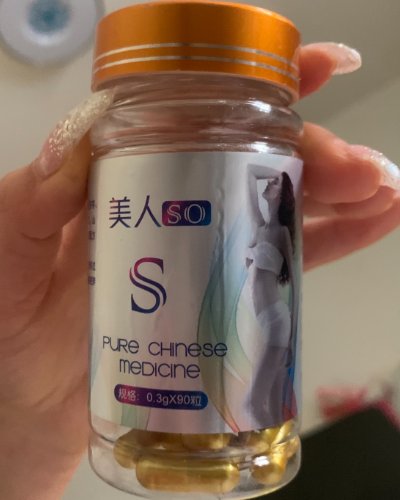 美人SO
S
PURE CHINESE
MEDICINE
规格: 0.3gX90粒